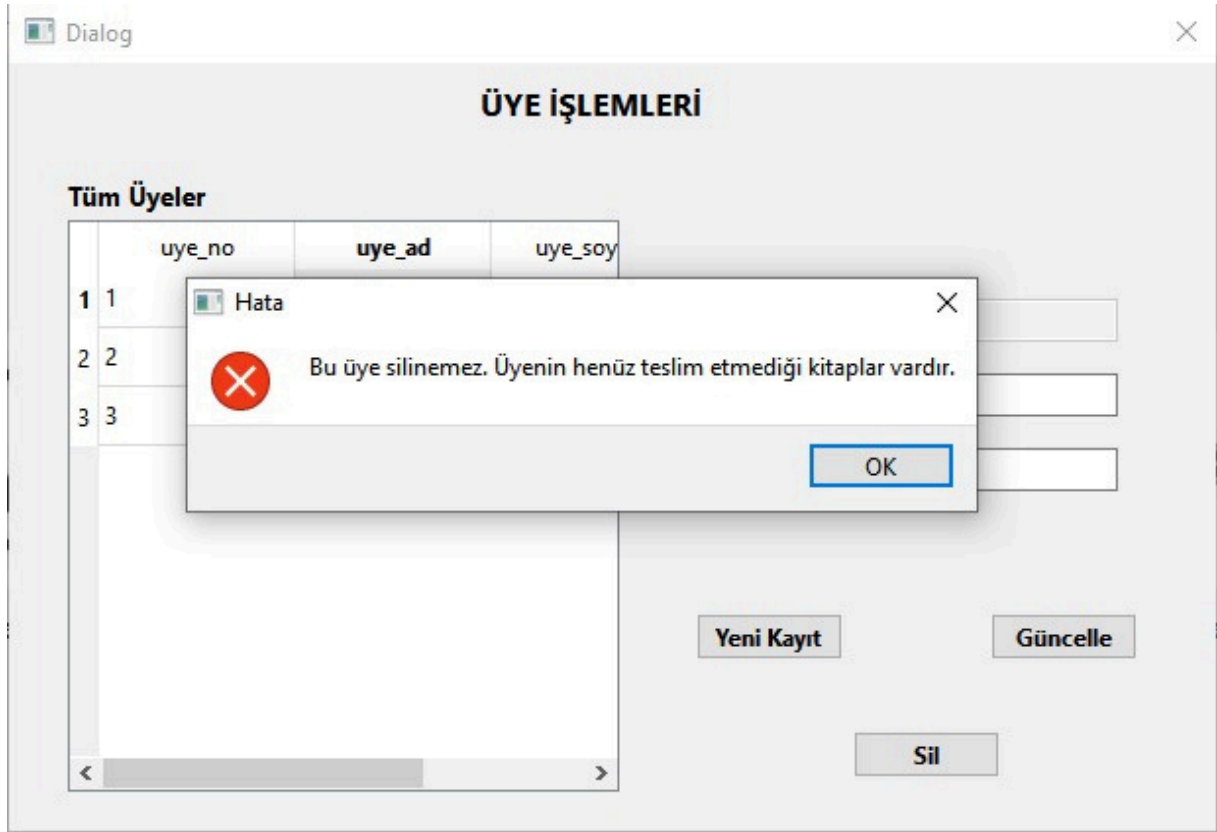 Dialog
ÜYE İŞLEMLERİ
Tüm Üyeler
uye_no uye_ad uye_soy
1 1
2 2
3 3
Hata
Bu üye silinemez. Üyenin henüz teslim etmediği kitaplar vardır.
OK
Yeni Kayıt Güncelle
Sil